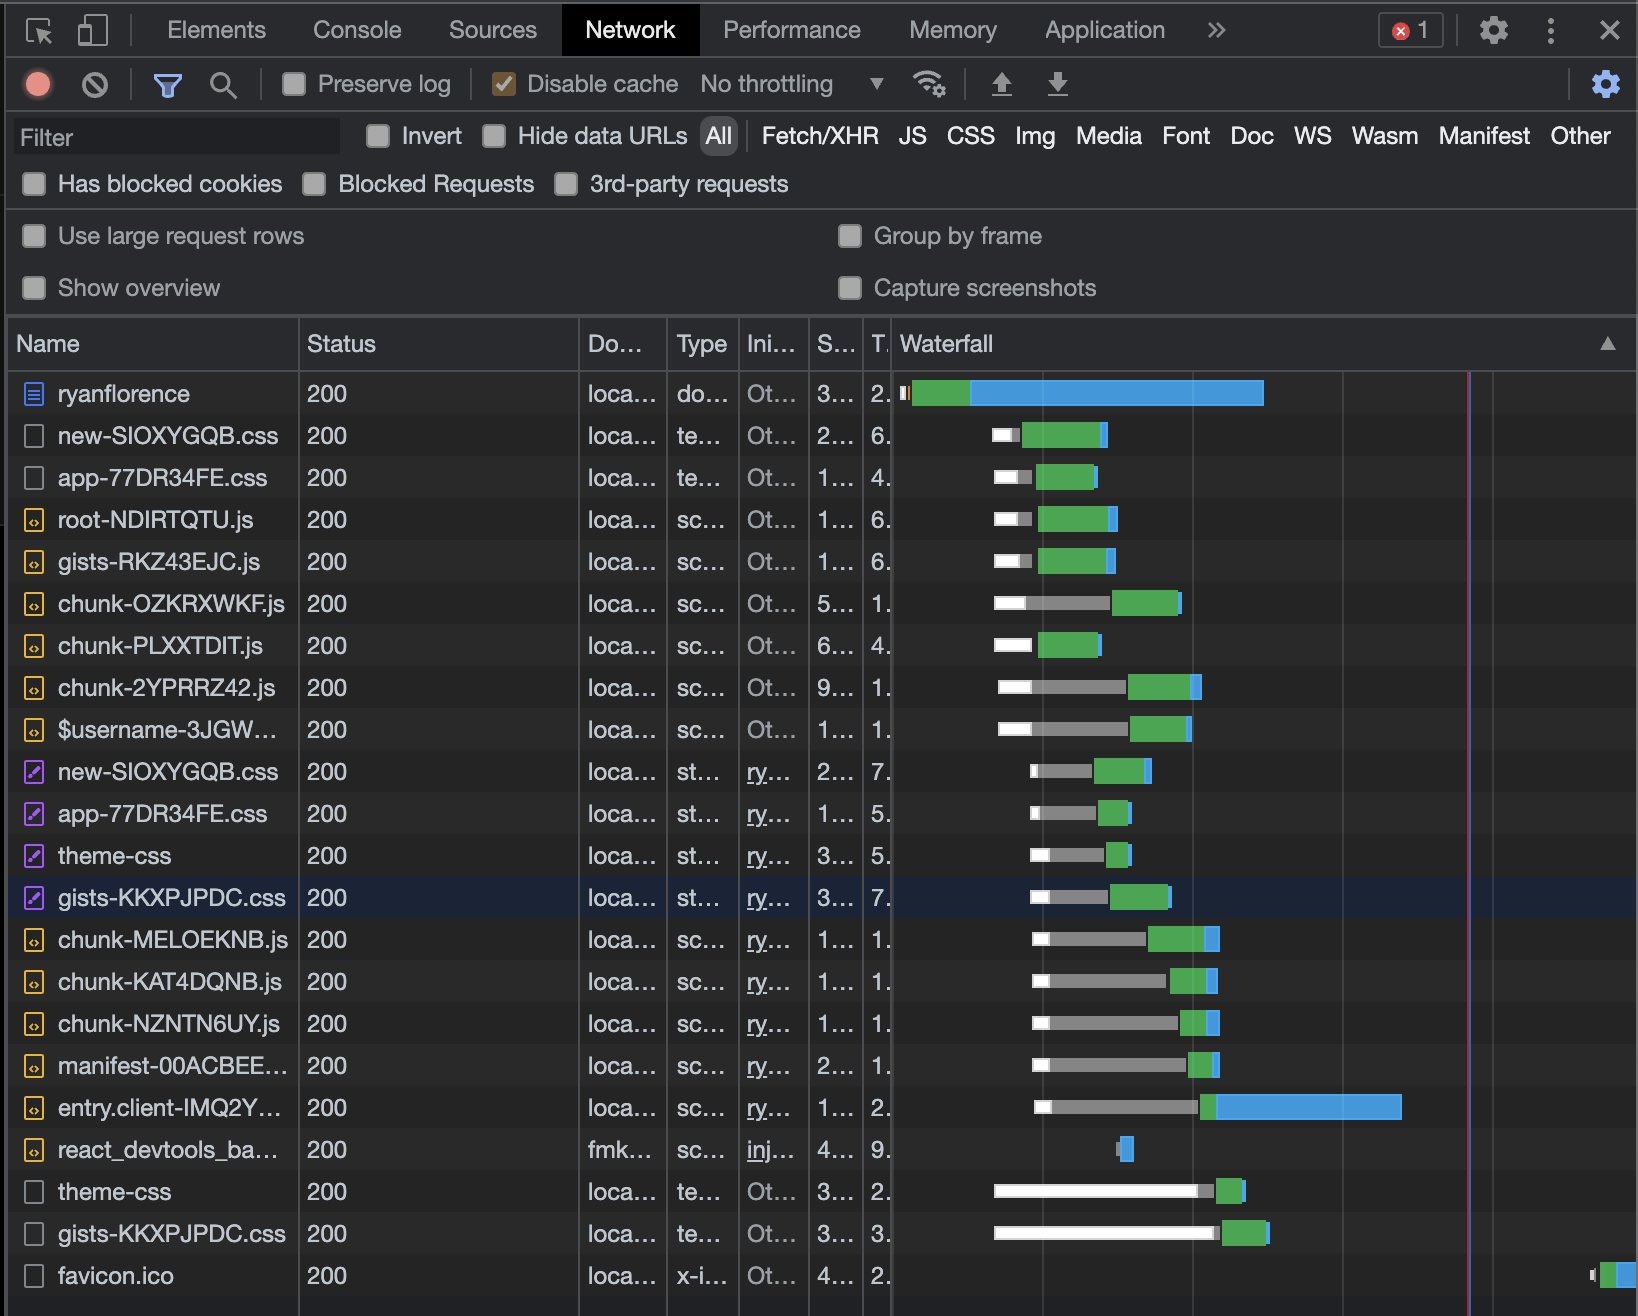 Elements Console Sources Network Performance Memory Application » 1
Preserve log Disable cache No throttling
Filter Invert Hide data URLs All Fetch/XHR JS CSS Img Media Font Doc WS Wasm Manifest Other
Has blocked cookies Blocked Requests 3rd-party requests
Use large request rows Group by frame
Show overview Capture screenshots
Name Status Do... Type Ini... S... T. Waterfall
ryanflorence 200 loca... do... Ot... 3... 2.
new-SIOXYGQB.css 200 loca... te... Ot... 2... 6.
app-77DR34FE.css 200 loca... te... Ot... 1... 4.
root-NDIRTQTU.js 200 loca... sc... Ot... 1... 6.
gists-RKZ43EJC.js 200 loca... sc... Ot... 1... 6.
chunk-OZKRXWKF.js 200 loca... sc... Ot... 5... 1.
chunk-PLXXTDIT.js 200 loca... sc... Ot... 6... 4.
chunk-2YPRRZ42.js 200 loca... sc... Ot... 9... 1.
$username-3JGW... 200 loca... sc... Ot... 1... 1.
new-SIOXYGQB.css 200 loca... st... ry... 2... 7.
app-77DR34FE.css 200 loca... st... ry... 1... 5.
theme-css 200 loca... st... ry... 3... 5.
gists-KKXPJPDC.css 200 loca... st... ry... 3... 7.
chunk-MELOEKNB.js 200 loca... sc... ry... 1... 1.
chunk-KAT4DQNB.js 200 loca... sc... ry... 1... 1.
chunk-NZNTN6UY.js 200 loca... sc... ry... 1... 1.
manifest-00ACBEE... 200 loca... sc... ry... 2... 1.
entry.client-IMQ2Y... 200 loca... sc... ry... 1... 2.
react_devtools_ba... 200 fmk... sc... inj... 4... 9.
theme-css 200 loca... te... Ot... 3... 2.
gists-KKXPJPDC.css 200 loca... te... Ot... 3... 3.
favicon.ico 200 loca... x-i... Ot... 4... 2.